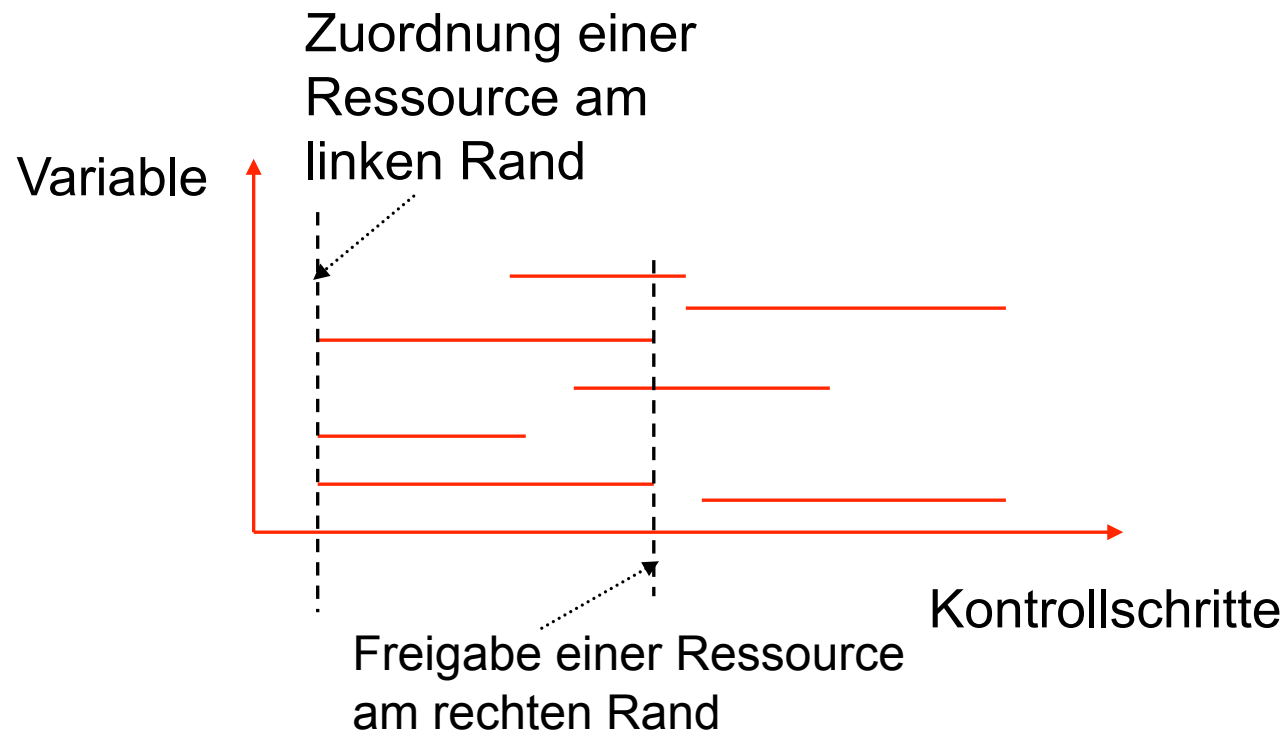 Zuordnung einer
Ressource am
linken Rand
Variable
Kontrollschritte
Freigabe einer Ressource
am rechten Rand